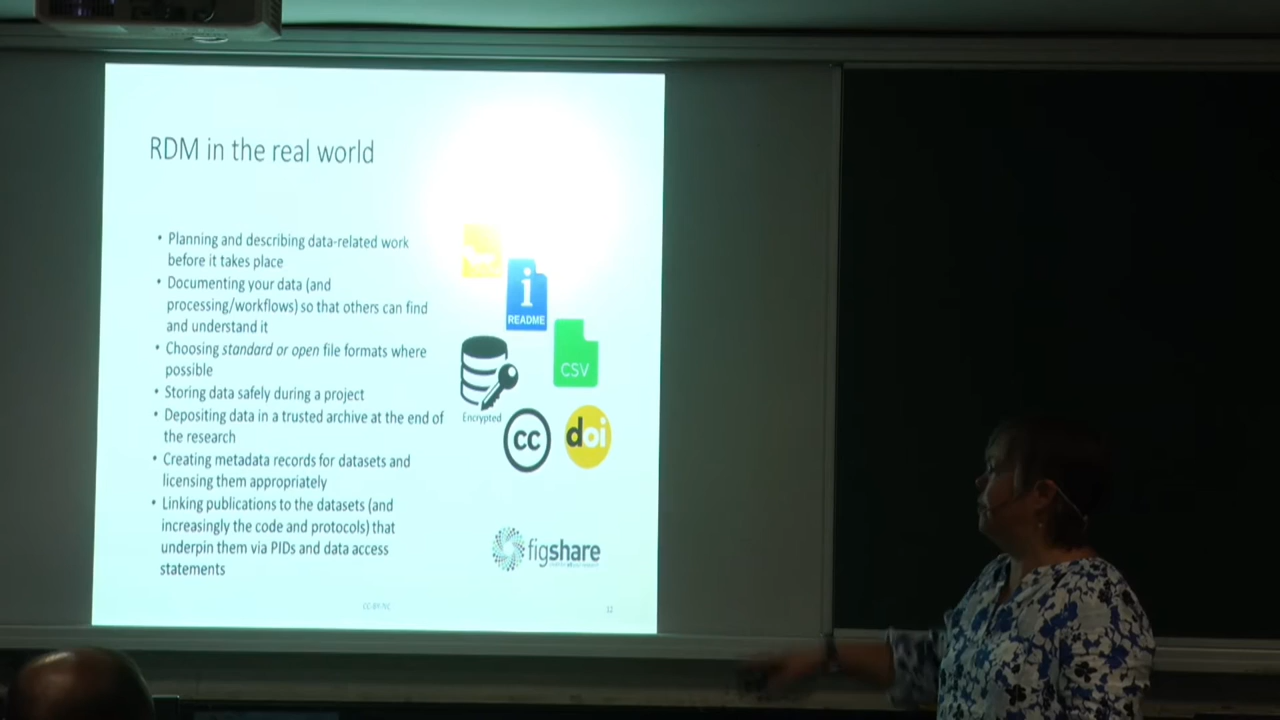 RDM in the real world
• Planning and describing data-related work
before it takes place
• Documenting your data (and
processing/workflows) so that others can find
and understand it
• Choosing standard or open file formats where
possible
• Storing data safely during a project
• Depositing data in a trusted archive at the end of
the research
• Creating metadata records for datasets and
licensing them appropriately
• Linking publications to the datasets (and
increasingly the code and protocols) that
underpin them via PIDs and data access
statements
i
README
CSV
Encrypted
cc
doi
figshare
12